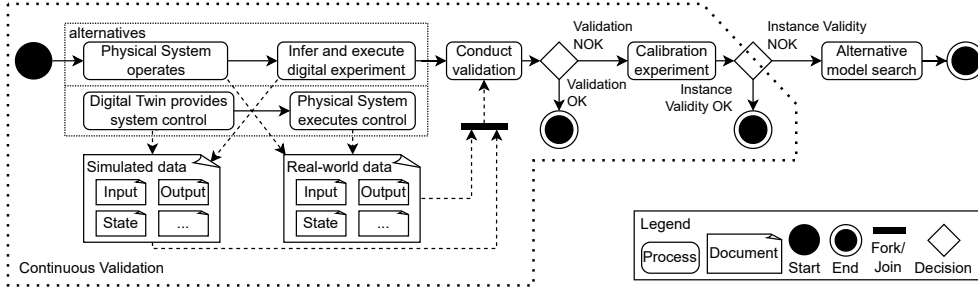 alternatives
Physical System
operates
Infer and execute
digital experiment
Conduct
validation
Validation
NOK
Validation
OK
Calibration
experiment
Instance Validity
NOK
Instance
Validity OK
Alternative
model search
Digital Twin provides
system control
Physical System
executes control
Simulated data
Input
Output
State
...
Real-world data
Input
Output
State
...
Continuous Validation
Legend
Process
Document
Start
End
Fork/
Join
Decision